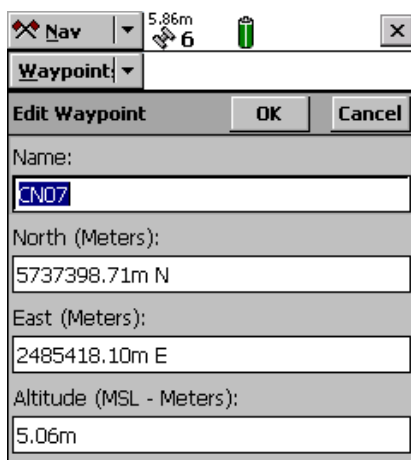 Nav 5.86m 6
Waypoint:
Edit Waypoint OK Cancel
Name:
CN07
North (Meters):
5737398.71m N
East (Meters):
2485418.10m E
Altitude (MSL - Meters):
5.06m